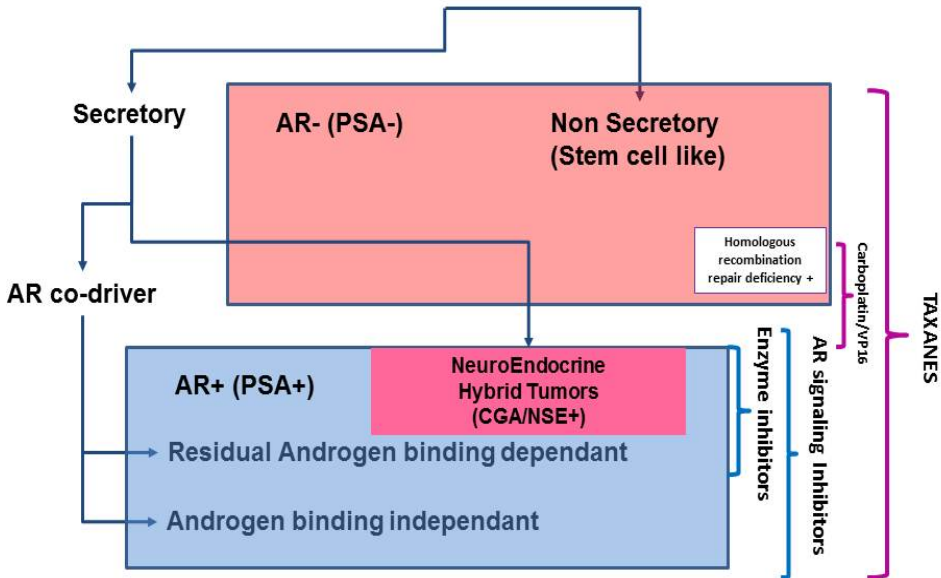 Secretory
AR- (PSA-)
Non Secretory
(Stem cell like)
Homologous
recombination
repair deficiency +
AR co-driver
AR+ (PSA+)
NeuroEndocrine
Hybrid Tumors
(CGA/NSE+)
Residual Androgen binding dependant
Androgen binding independant
Enzyme inhibitors
AR signaling Inhibitors
Carboplatin/VP16
TAXANES